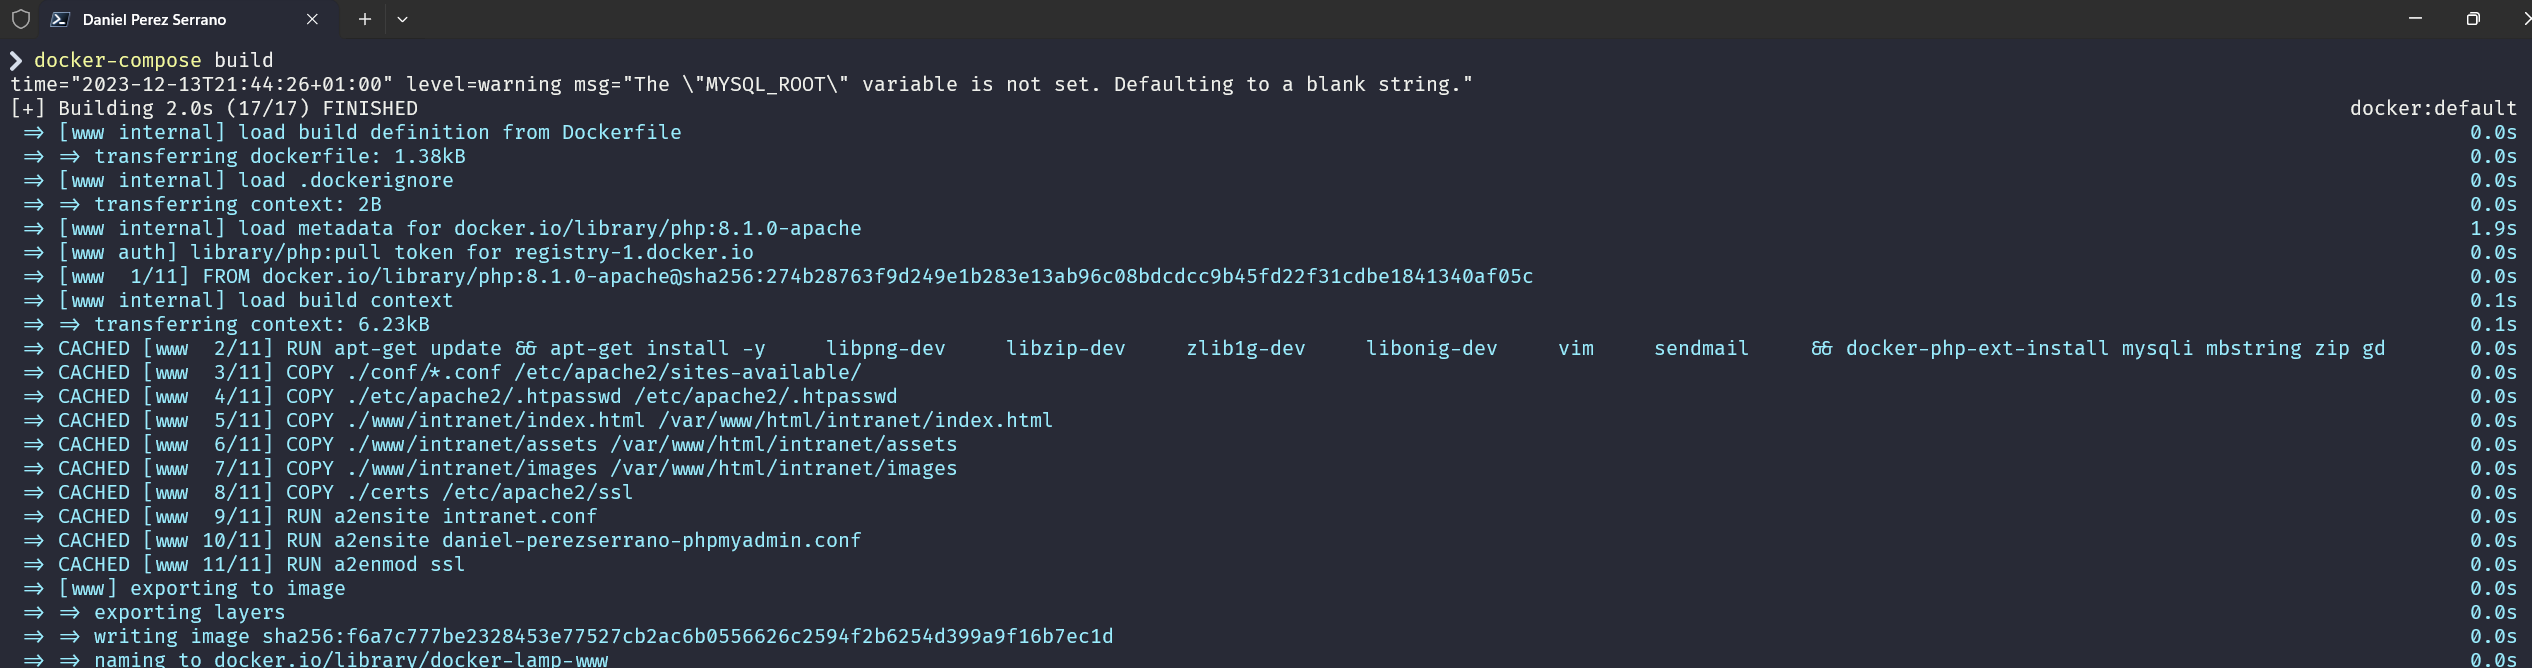 Daniel Perez Serrano
❯ docker-compose build
time="2023-12-13T21:44:26+01:00" level=warning msg="The \"MYSQL_ROOT\" variable is not set. Defaulting to a blank string."
[+] Building 2.0s (17/17) FINISHED docker:default
=> [www internal] load build definition from Dockerfile 0.0s
=> => transferring dockerfile: 1.38kB 0.0s
=> [www internal] load .dockerignore 0.0s
=> => transferring context: 2B 0.0s
=> [www internal] load metadata for docker.io/library/php:8.1.0-apache 1.9s
=> [www auth] library/php:pull token for registry-1.docker.io 0.0s
=> [www 1/11] FROM docker.io/library/php:8.1.0-apache@sha256:274b28763f9d249e1b283e13ab96c08bdcdcc9b45fd22f31cdbe1841340af05c 0.0s
=> [www internal] load build context 0.1s
=> => transferring context: 6.23kB 0.1s
=> CACHED [www 2/11] RUN apt-get update && apt-get install -y libpng-dev libzip-dev zlib1g-dev libonig-dev vim sendmail && docker-php-ext-install mysqli mbstring zip gd 0.0s
=> CACHED [www 3/11] COPY ./conf/*.conf /etc/apache2/sites-available/ 0.0s
=> CACHED [www 4/11] COPY ./etc/apache2/.htpasswd /etc/apache2/.htpasswd 0.0s
=> CACHED [www 5/11] COPY ./www/intranet/index.html /var/www/html/intranet/index.html 0.0s
=> CACHED [www 6/11] COPY ./www/intranet/assets /var/www/html/intranet/assets 0.0s
=> CACHED [www 7/11] COPY ./www/intranet/images /var/www/html/intranet/images 0.0s
=> CACHED [www 8/11] COPY ./certs /etc/apache2/ssl 0.0s
=> CACHED [www 9/11] RUN a2ensite intranet.conf 0.0s
=> CACHED [www 10/11] RUN a2ensite daniel-perezserrano-phpmyadmin.conf 0.0s
=> CACHED [www 11/11] RUN a2enmod ssl 0.0s
=> [www] exporting to image 0.0s
=> => exporting layers 0.0s
=> => writing image sha256:f6a7c777be2328453e77527cb2ac6b0556626c2594f2b6254d399a9f16b7ec1d 0.0s
=> => naming to docker.io/library/docker-lamp-www 0.0s